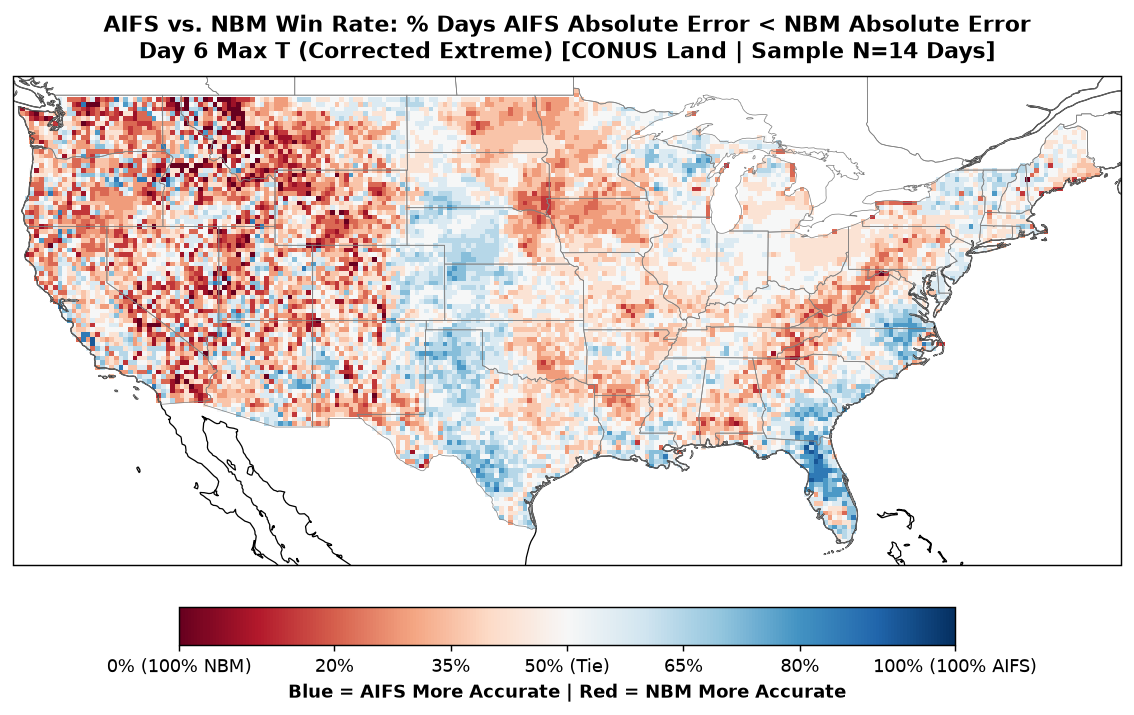 AIFS vs. NBM Win Rate: % Days AIFS Absolute Error < NBM Absolute Error
Day 6 Max T (Corrected Extreme) [CONUS Land | Sample N=14 Days]
0% (100% NBM) 20% 35% 50% (Tie) 65% 80% 100% (100% AIFS)
Blue = AIFS More Accurate | Red = NBM More Accurate